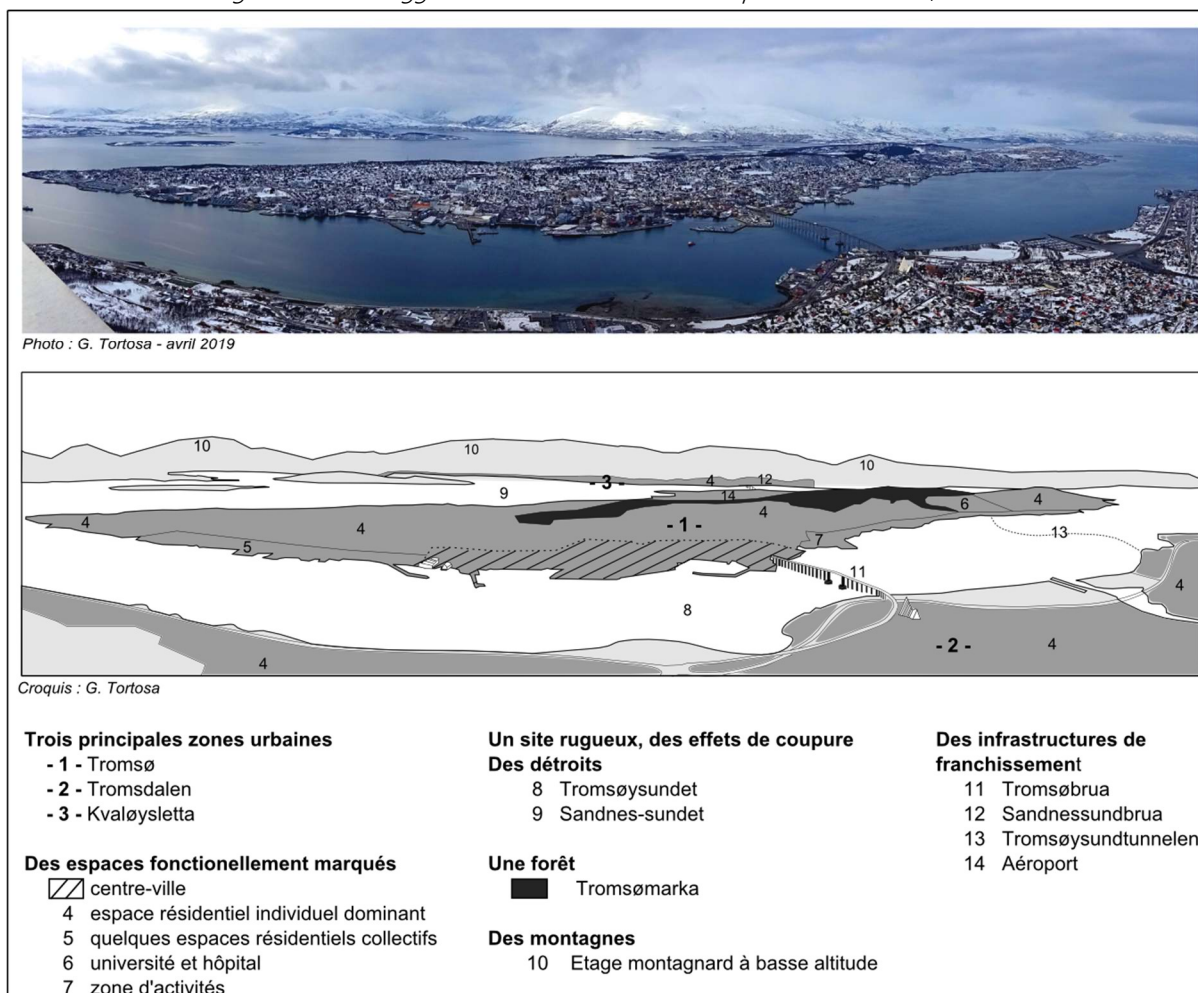 Photo : G. Tortosa - avril 2019
10
10
10
- 3 -
4
12
9
14
4
4
4
- 1 -
4
6
13
5
7
11
4
8
- 2 -
4
4
Croquis : G. Tortosa
Trois principales zones urbaines
- 1 - Tromsø
- 2 - Tromsdalen
- 3 - Kvaløysletta
Des espaces fonctionellement marqués
centre-ville
4 espace résidentiel individuel dominant
5 quelques espaces résidentiels collectifs
6 université et hôpital
7 zone d'activités
Un site rugueux, des effets de coupure
Des détroits
8 Tromsøysundet
9 Sandnes-sundet
Une forêt
Tromsømarka
Des montagnes
10 Etage montagnard à basse altitude
Des infrastructures de
franchissement
11 Tromsøbrua
12 Sandnessundbrua
13 Tromsøysundtunnelen
14 Aéroport